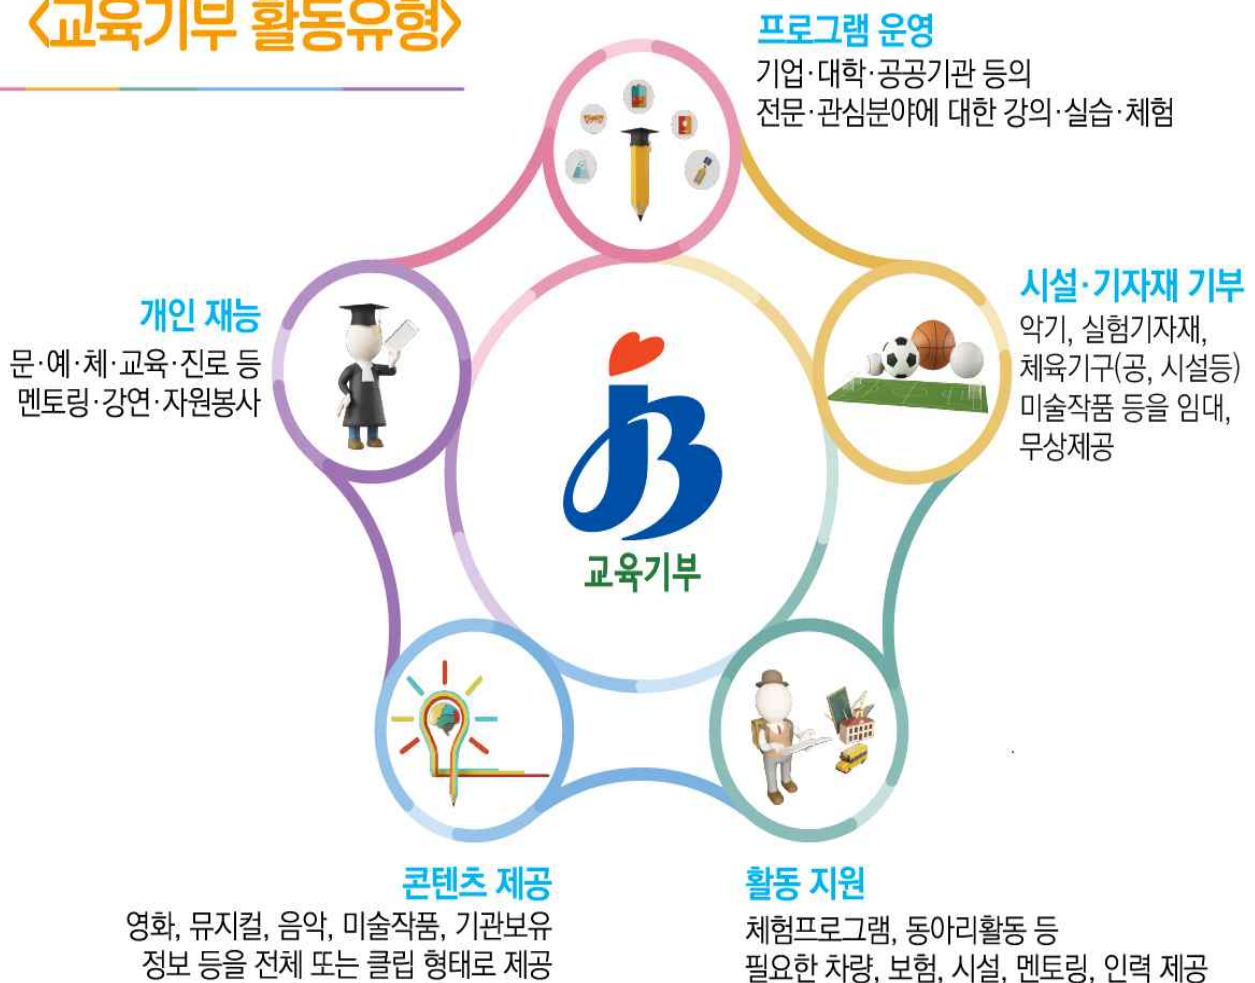 <교육기부 활동유형>
프로그램 운영
기업·대학·공공기관 등의
전문·관심분야에 대한 강의·실습·체험
시설·기자재 기부
악기, 실험기자재,
체육기구(공, 시설등)
미술작품 등을 임대,
무상제공
개인 재능
문·예·체·교육·진로 등
멘토링·강연·자원봉사
JB
교육기부
콘텐츠 제공
영화, 뮤지컬, 음악, 미술작품, 기관보유
정보 등을 전체 또는 클립 형태로 제공
활동 지원
체험프로그램, 동아리활동 등
필요한 차량, 보험, 시설, 멘토링, 인력 제공